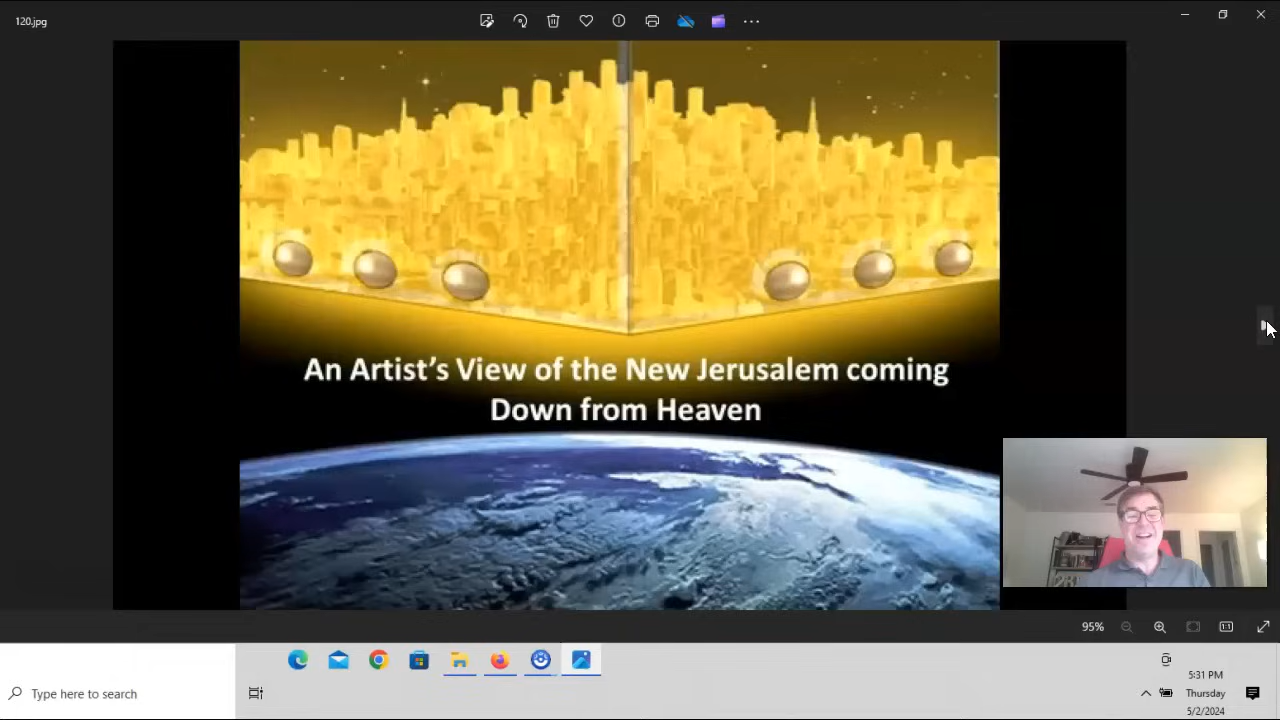 120.jpg
An Artist's View of the New Jerusalem coming
Down from Heaven
95%
Type here to search
5:31 PM
Thursday
5/2/2024